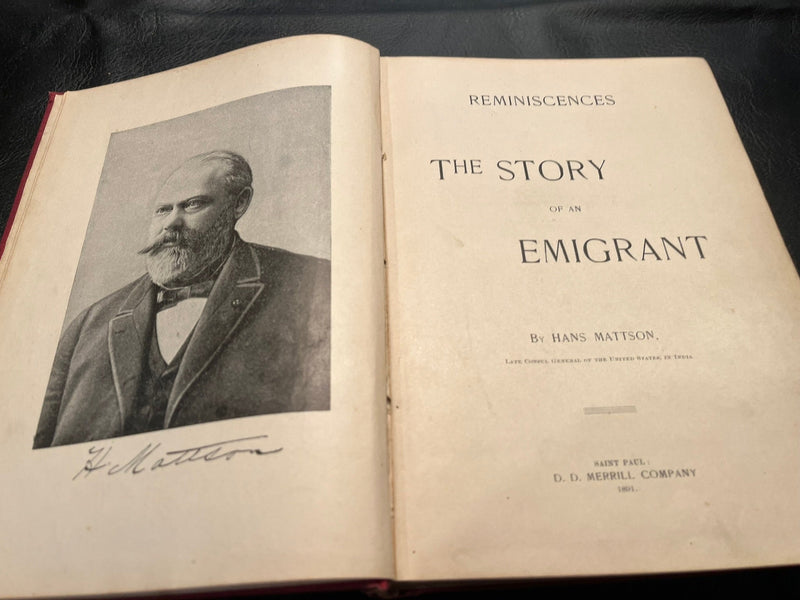 H Mattson
REMINISCENCES
THE STORY
OF AN
EMIGRANT
BY HANS MATTSON,
LATE CONSUL GENERAL OF THE UNITED STATES, IN INDIA
SAINT PAUL:
D. D. MERRILL COMPANY
1891.